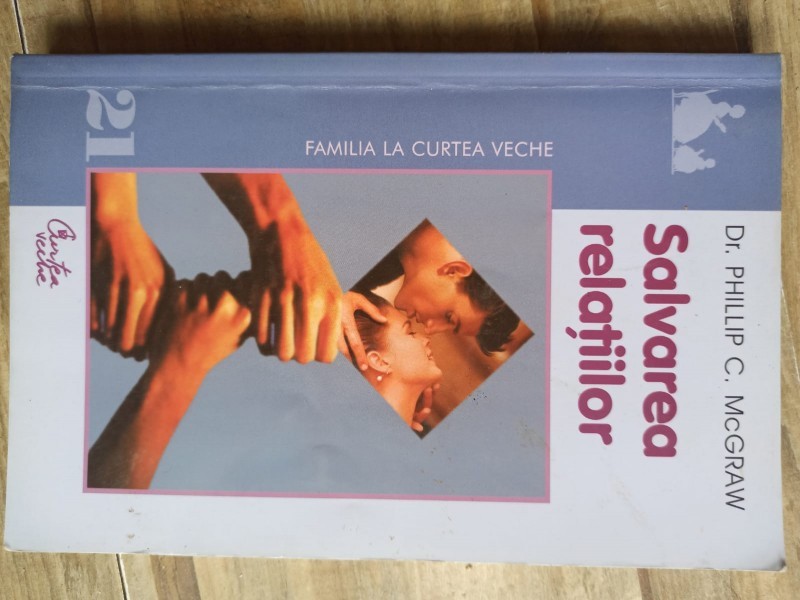 Dr. PHILLIP C. McGRAW
Salvarea
relațiilor
FAMILIA LA CURTEA VECHE
21
Curtea
veche